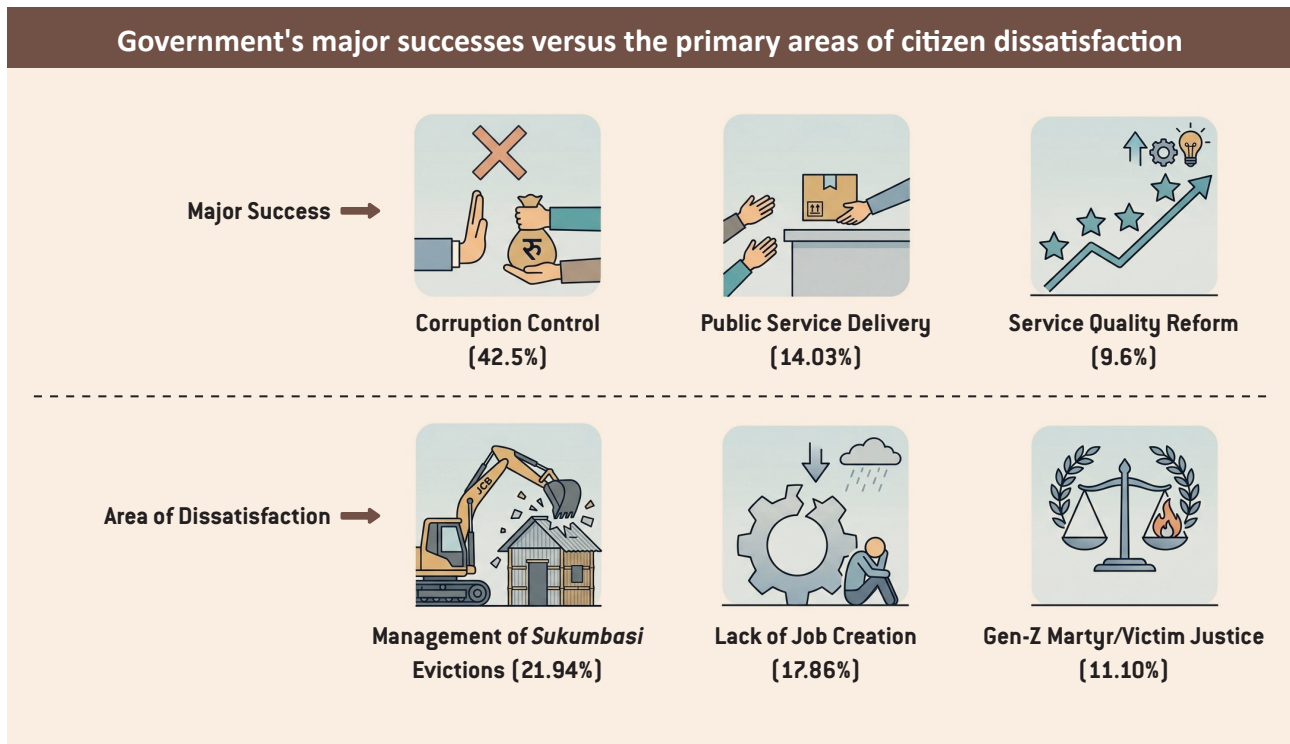 Government's major successes versus the primary areas of citizen dissatisfaction
Major Success
रु
Corruption Control
(42.5%)
Public Service Delivery
(14.03%)
Service Quality Reform
(9.6%)
Area of Dissatisfaction
JCB
Management of Sukumbasi
Evictions (21.94%)
Lack of Job Creation
(17.86%)
Gen-Z Martyr/Victim Justice
(11.10%)